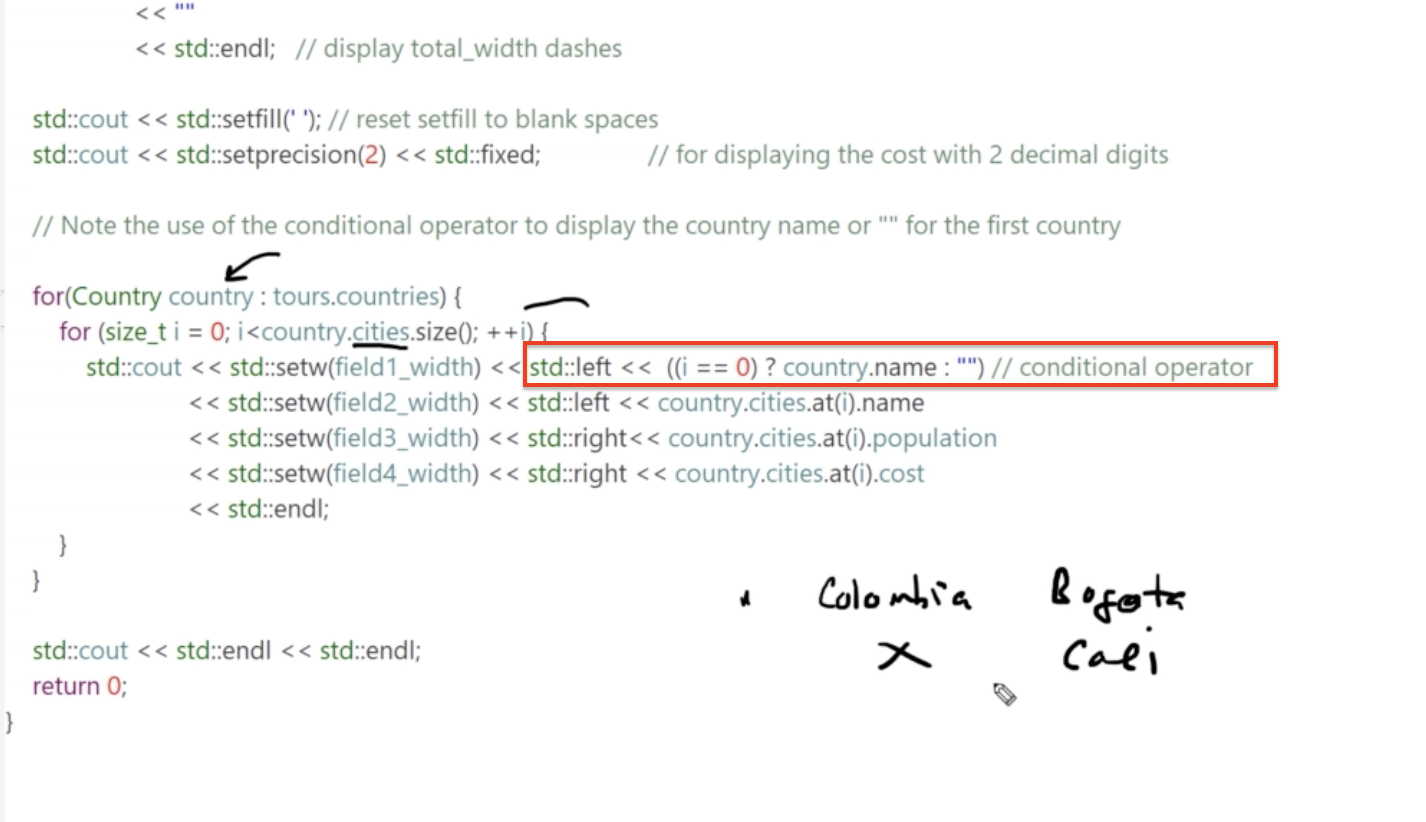 << ""
<< std::endl; // display total_width dashes
std::cout << std::setfill(' '); // reset setfill to blank spaces
std::cout << std::setprecision(2) << std::fixed; // for displaying the cost with 2 decimal digits
// Note the use of the conditional operator to display the country name or "" for the first country
for(Country country : tours.countries) {
for (size_t i = 0; i<country.cities.size(); ++i) {
std::cout << std::setw(field1_width) << std::left << ((i == 0) ? country.name : "") // conditional operator
<< std::setw(field2_width) << std::left << country.cities.at(i).name
<< std::setw(field3_width) << std::right<< country.cities.at(i).population
<< std::setw(field4_width) << std::right << country.cities.at(i).cost
<< std::endl;
}
}
Colombia Bogota
x Cali
std::cout << std::endl << std::endl;
return 0;
}